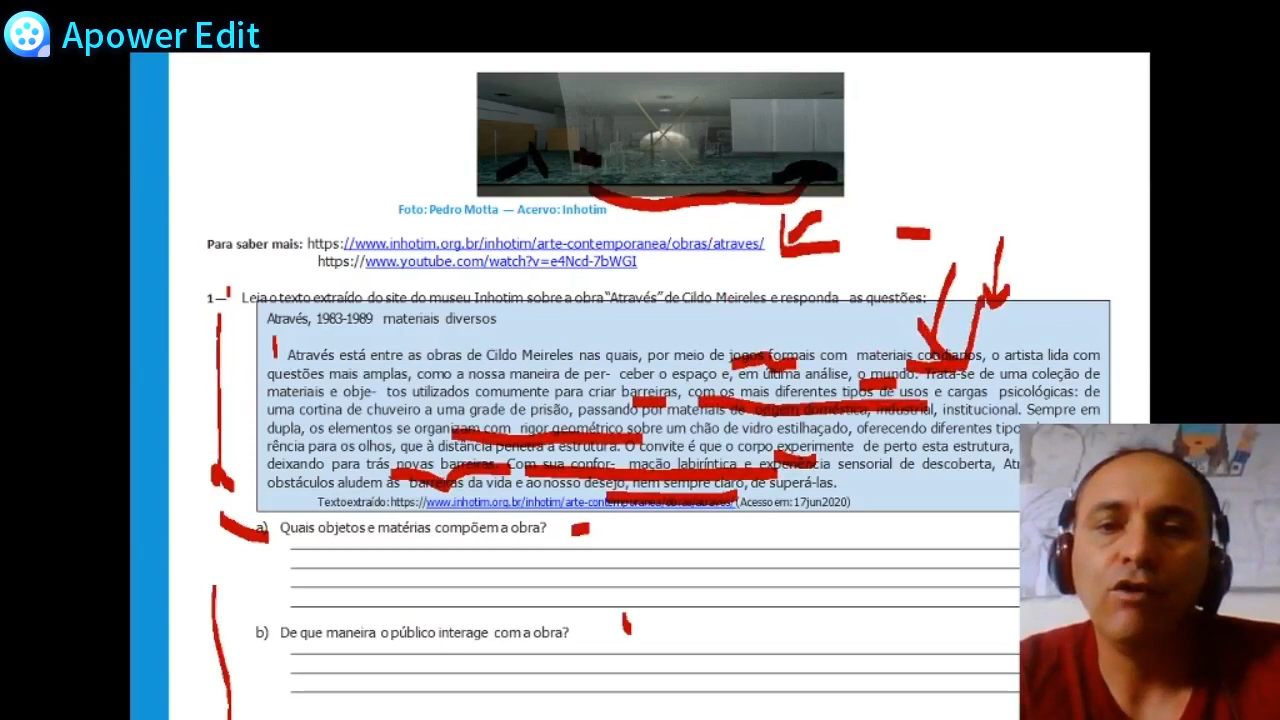 Apower Edit
Foto: Pedro Motta — Acervo: Inhotim
Para saber mais: https://www.inhotim.org.br/inhotim/arte-contemporanea/obras/atraves/
https://www.youtube.com/watch?v=e4Ncd-7bWGI
1— Leia o texto extraído do site do museu Inhotim sobre a obra "Através" de Cildo Meireles e responda as questões:
Através, 1983-1989 materiais diversos
Através está entre as obras de Cildo Meireles nas quais, por meio de jogos formais com materiais cotidianos, o artista lida com
questões mais amplas, como a nossa maneira de per- ceber o espaço e, em última análise, o mundo. Trata-se de uma coleção de
materiais e obje- tos utilizados comumente para criar barreiras, com os mais diferentes tipos de usos e cargas psicológicas: de
uma cortina de chuveiro a uma grade de prisão, passando por materiais de origem doméstica, industrial, institucional. Sempre em
dupla, os elementos se organizam com rigor geométrico sobre um chão de vidro estilhaçado, oferecendo diferentes tipos
rência para os olhos, que à distância penetra a estrutura. O convite é que o corpo experimente de perto esta estrutura,
deixando para trás novas barreiras. Com sua confor- mação labiríntica e experiência sensorial de descoberta,
obstáculos aludem às barreiras da vida e ao nosso desejo, nem sempre claro, de superá-las.
Texto extraído: https://www.inhotim.org.br/inhotim/arte-contemporanea/obras/atraves/ (Acesso em: 17 jun 2020)
a) Quais objetos e matérias compõem a obra?
b) De que maneira o público interage com a obra?